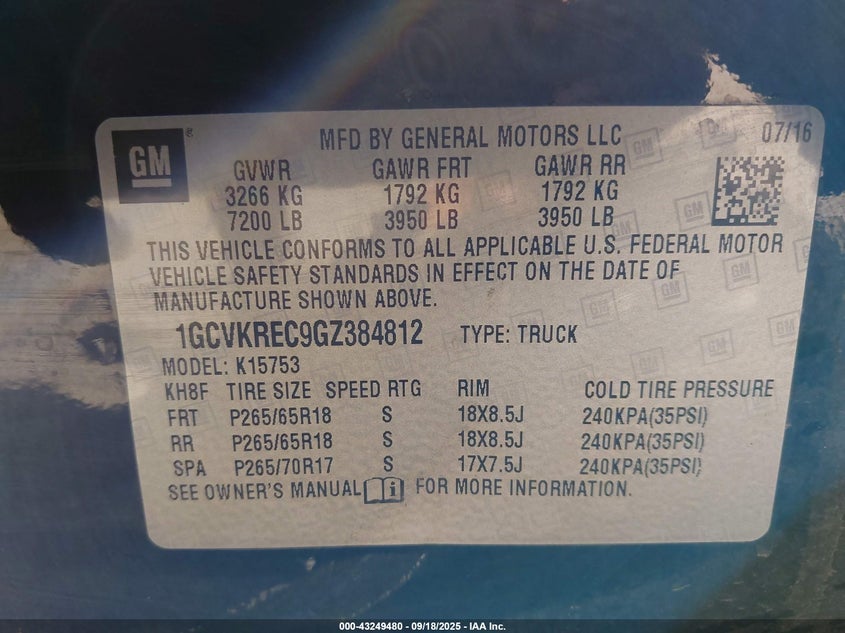 GM ®
MFD BY GENERAL MOTORS LLC 07/16
GVWR GAWR FRT GAWR RR
3266 KG 1792 KG 1792 KG
7200 LB 3950 LB 3950 LB
THIS VEHICLE CONFORMS TO ALL APPLICABLE U.S. FEDERAL MOTOR
VEHICLE SAFETY STANDARDS IN EFFECT ON THE DATE OF
MANUFACTURE SHOWN ABOVE.
1GCVKREC9GZ384812 TYPE: TRUCK
MODEL: K15753
KH8F TIRE SIZE SPEED RTG RIM COLD TIRE PRESSURE
FRT P265/65R18 S 18X8.5J 240KPA(35PSI)
RR P265/65R18 S 18X8.5J 240KPA(35PSI)
SPA P265/70R17 S 17X7.5J 240KPA(35PSI)
SEE OWNER'S MANUAL i FOR MORE INFORMATION.
000-43249480 - 09/18/2025 - IAA Inc.